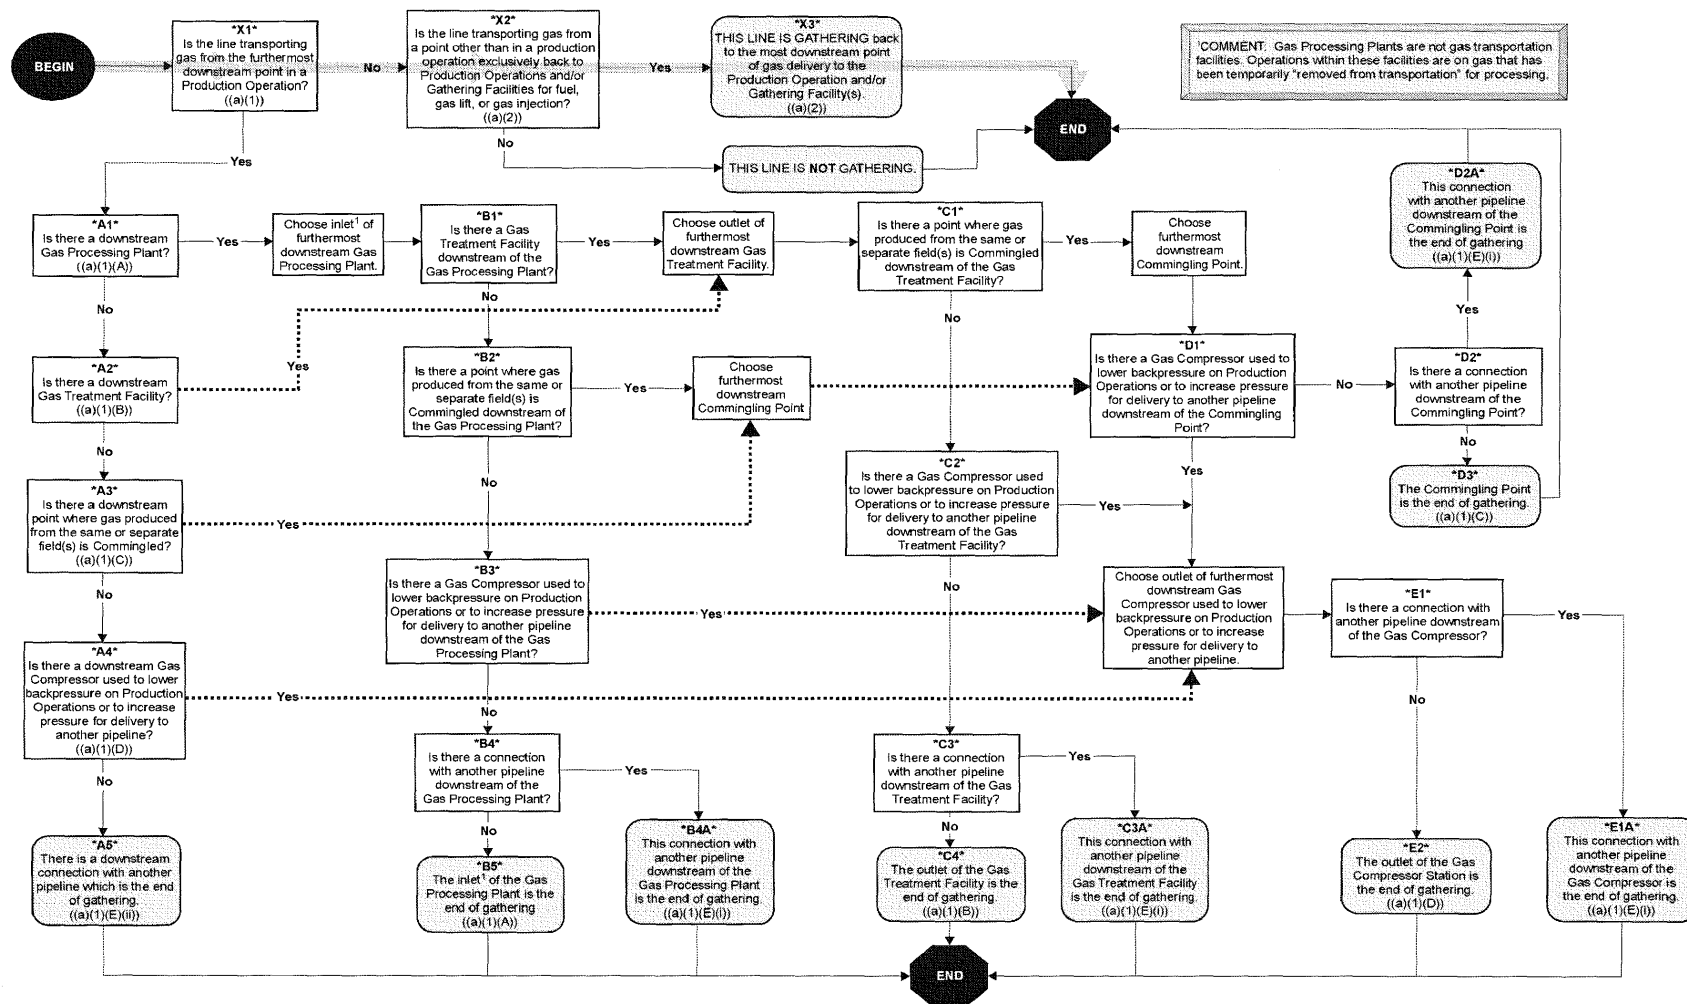 BEGIN
*X1*
Is the line transporting
gas from the furthermost
downstream point in a
Production Operation?
((a)(1))
No
*X2*
Is the line transporting gas from
a point other than in a production
operation exclusively back to
Production Operations and/or
Gathering Facilities for fuel,
gas lift, or gas injection?
((a)(2))
Yes
*X3*
THIS LINE IS GATHERING back
to the most downstream point
of gas delivery to the
Production Operation and/or
Gathering Facility(s).
((a)(2))
¹COMMENT: Gas Processing Plants are not gas transportation
facilities. Operations within these facilities are on gas that has
been temporarily "removed from transportation" for processing.
END
No
THIS LINE IS NOT GATHERING.
Yes
*A1*
Is there a downstream
Gas Processing Plant?
((a)(1)(A))
Yes
Choose inlet¹ of
furthermost
downstream Gas
Processing Plant.
*B1*
Is there a Gas
Treatment Facility
downstream of the
Gas Processing Plant?
Yes
Choose outlet of
furthermost
downstream Gas
Treatment Facility.
*C1*
Is there a point where gas
produced from the same or
separate field(s) is Commingled
downstream of the Gas
Treatment Facility?
Yes
Choose
furthermost
downstream
Commingling Point.
*D2A*
This connection
with another pipeline
downstream of the
Commingling Point is
the end of gathering
((a)(1)(E)(i))
No
No
No
Yes
Yes
*A2*
Is there a downstream
Gas Treatment Facility?
((a)(1)(B))
*B2*
Is there a point where gas
produced from the same or
separate field(s) is
Commingled downstream of
the Gas Processing Plant?
Yes
Choose
furthermost
downstream
Commingling Point
*D1*
Is there a Gas Compressor used to
lower backpressure on Production
Operations or to increase pressure
for delivery to another pipeline
downstream of the Commingling
Point?
No
*D2*
Is there a connection
with another pipeline
downstream of the
Commingling Point?
No
No
Yes
No
*A3*
Is there a downstream
point where gas produced
from the same or separate
field(s) is Commingled?
((a)(1)(C))
Yes
*C2*
Is there a Gas Compressor used
to lower backpressure on Production
Operations or to increase pressure
for delivery to another pipeline
downstream of the Gas
Treatment Facility?
Yes
*D3*
The Commingling Point
is the end of gathering.
((a)(1)(C))
No
*B3*
Is there a Gas Compressor used to
lower backpressure on Production
Operations or to increase pressure
for delivery to another pipeline
downstream of the Gas
Processing Plant?
Yes
No
Choose outlet of furthermost
downstream Gas
Compressor used to lower
backpressure on Production
Operations or to increase
pressure for delivery to
another pipeline.
*E1*
Is there a connection with
another pipeline downstream
of the Gas Compressor?
Yes
*A4*
Is there a downstream Gas
Compressor used to lower
backpressure on Production
Operations or to increase
pressure for delivery to
another pipeline?
((a)(1)(D))
Yes
No
No
No
*B4*
Is there a connection
with another pipeline
downstream of the
Gas Processing Plant?
Yes
*C3*
Is there a connection
with another pipeline
downstream of the Gas
Treatment Facility?
Yes
No
No
*A5*
There is a downstream
connection with another
pipeline which is the end
of gathering.
((a)(1)(E)(ii))
*B5*
The inlet¹ of the Gas
Processing Plant is the
end of gathering
((a)(1)(A))
*B4A*
This connection with
another pipeline
downstream of the
Gas Processing Plant
is the end of gathering.
((a)(1)(E)(i))
*C4*
The outlet of the Gas
Treatment Facility is the
end of gathering.
((a)(1)(B))
*C3A*
This connection with
another pipeline
downstream of the
Gas Treatment Facility
is the end of gathering.
((a)(1)(E)(i))
*E2*
The outlet of the Gas
Compressor Station is
the end of gathering.
((a)(1)(D))
*E1A*
This connection with
another pipeline
downstream of the
Gas Compressor is
the end of gathering.
((a)(1)(E)(i))
END